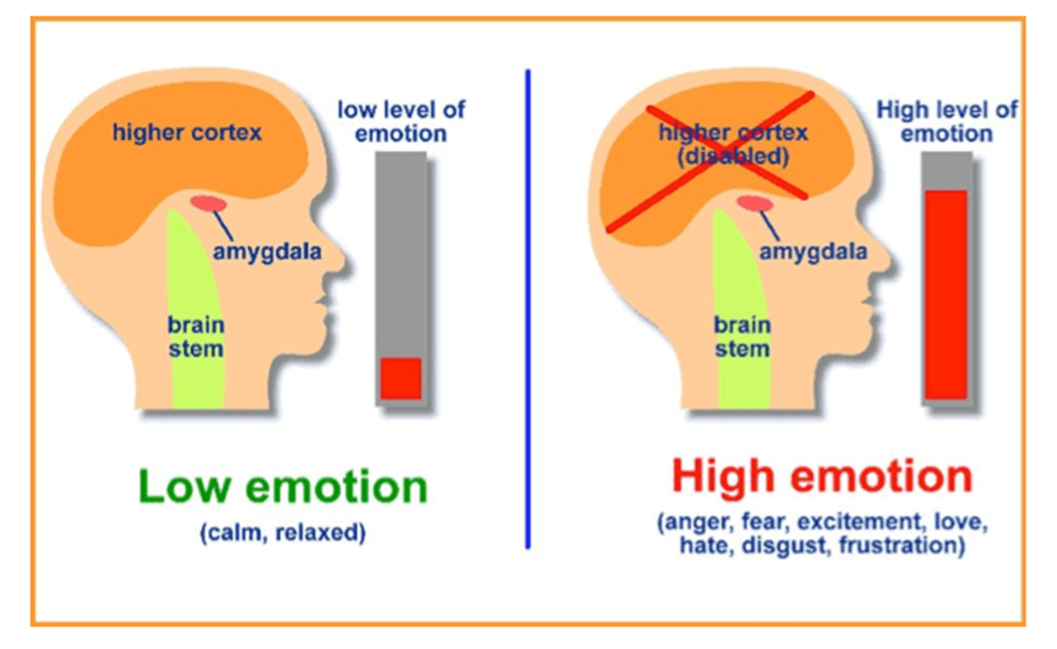 higher cortex
low level of
emotion
amygdala
brain
stem
Low emotion
(calm, relaxed)
higher cortex
(disabled)
High level of
emotion
amygdala
brain
stem
High emotion
(anger, fear, excitement, love,
hate, disgust, frustration)